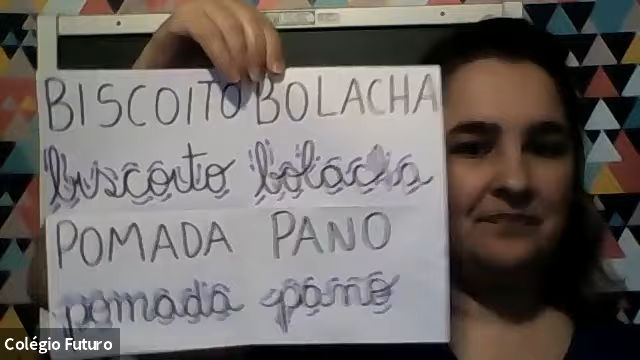 BISCOITO BOLACHA
biscoito bolacha
POMADA PANO
pomada pano
Colégio Futuro